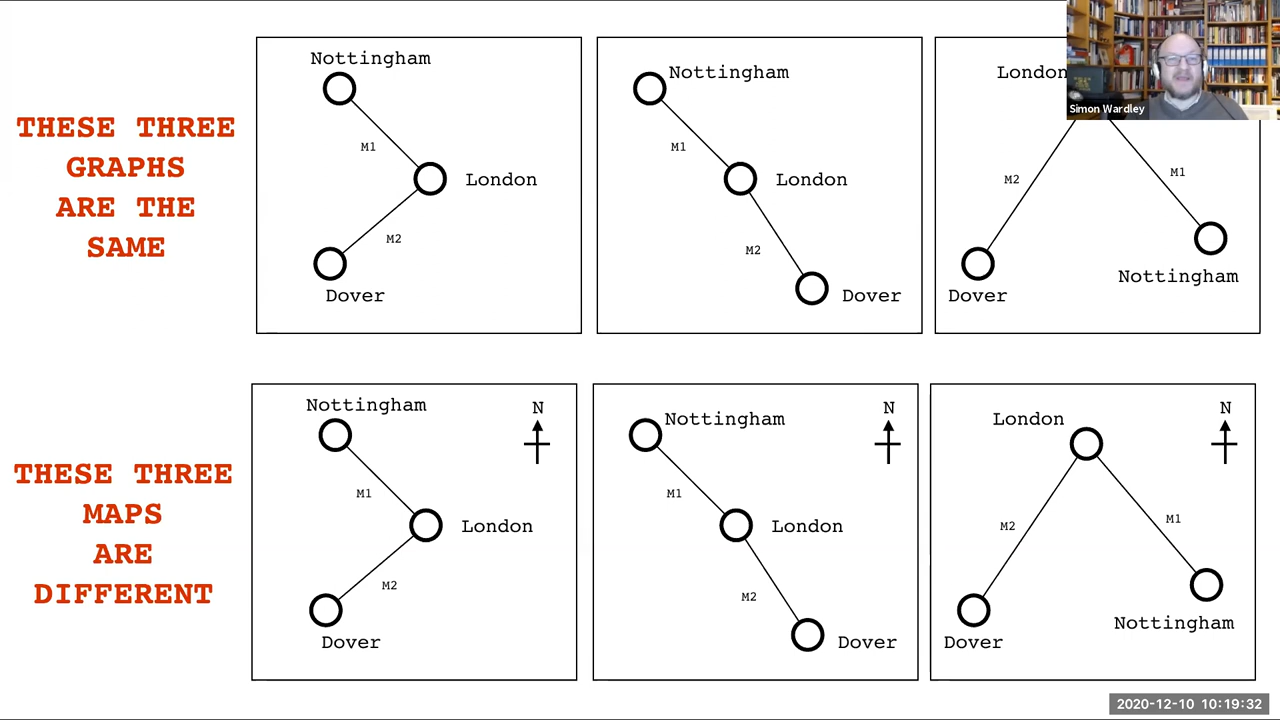 THESE THREE
GRAPHS
ARE THE
SAME
Nottingham
M1
London
M2
Dover
Nottingham
M1
London
M2
Dover
London
M2
M1
Dover
Nottingham
Simon Wardley
THESE THREE
MAPS
ARE
DIFFERENT
Nottingham
N
M1
London
M2
Dover
Nottingham
N
M1
London
M2
Dover
London
N
M2
M1
Dover
Nottingham
2020-12-10 10:19:32